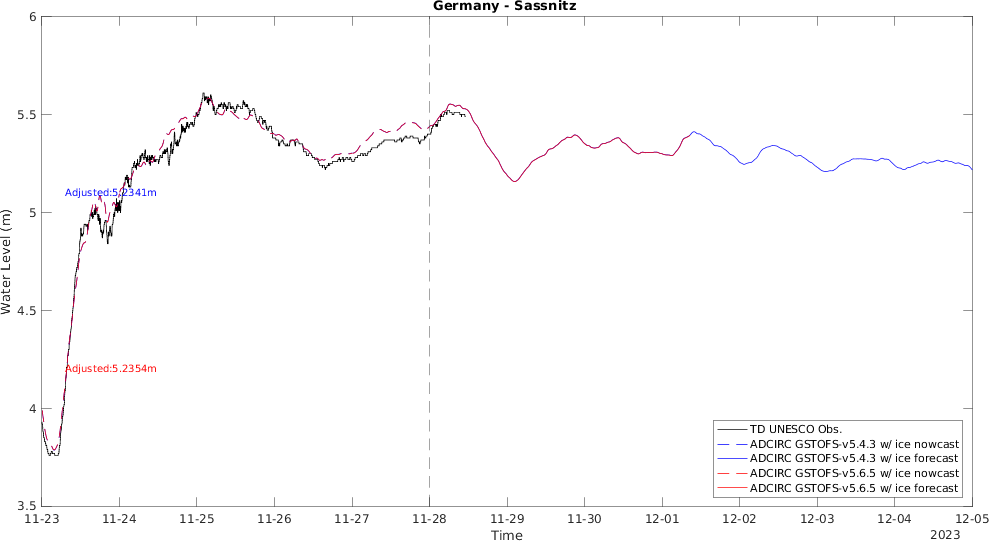 Germany - Sassnitz
6
5.5
5
4.5
4
3.5
Water Level (m)
Adjusted:5.2341m
Adjusted:5.2354m
TD UNESCO Obs.
ADCIRC GSTOFS-v5.4.3 w/ ice nowcast
ADCIRC GSTOFS-v5.4.3 w/ ice forecast
ADCIRC GSTOFS-v5.6.5 w/ ice nowcast
ADCIRC GSTOFS-v5.6.5 w/ ice forecast
11-23 11-24 11-25 11-26 11-27 11-28 11-29 11-30 12-01 12-02 12-03 12-04 12-05
Time
2023